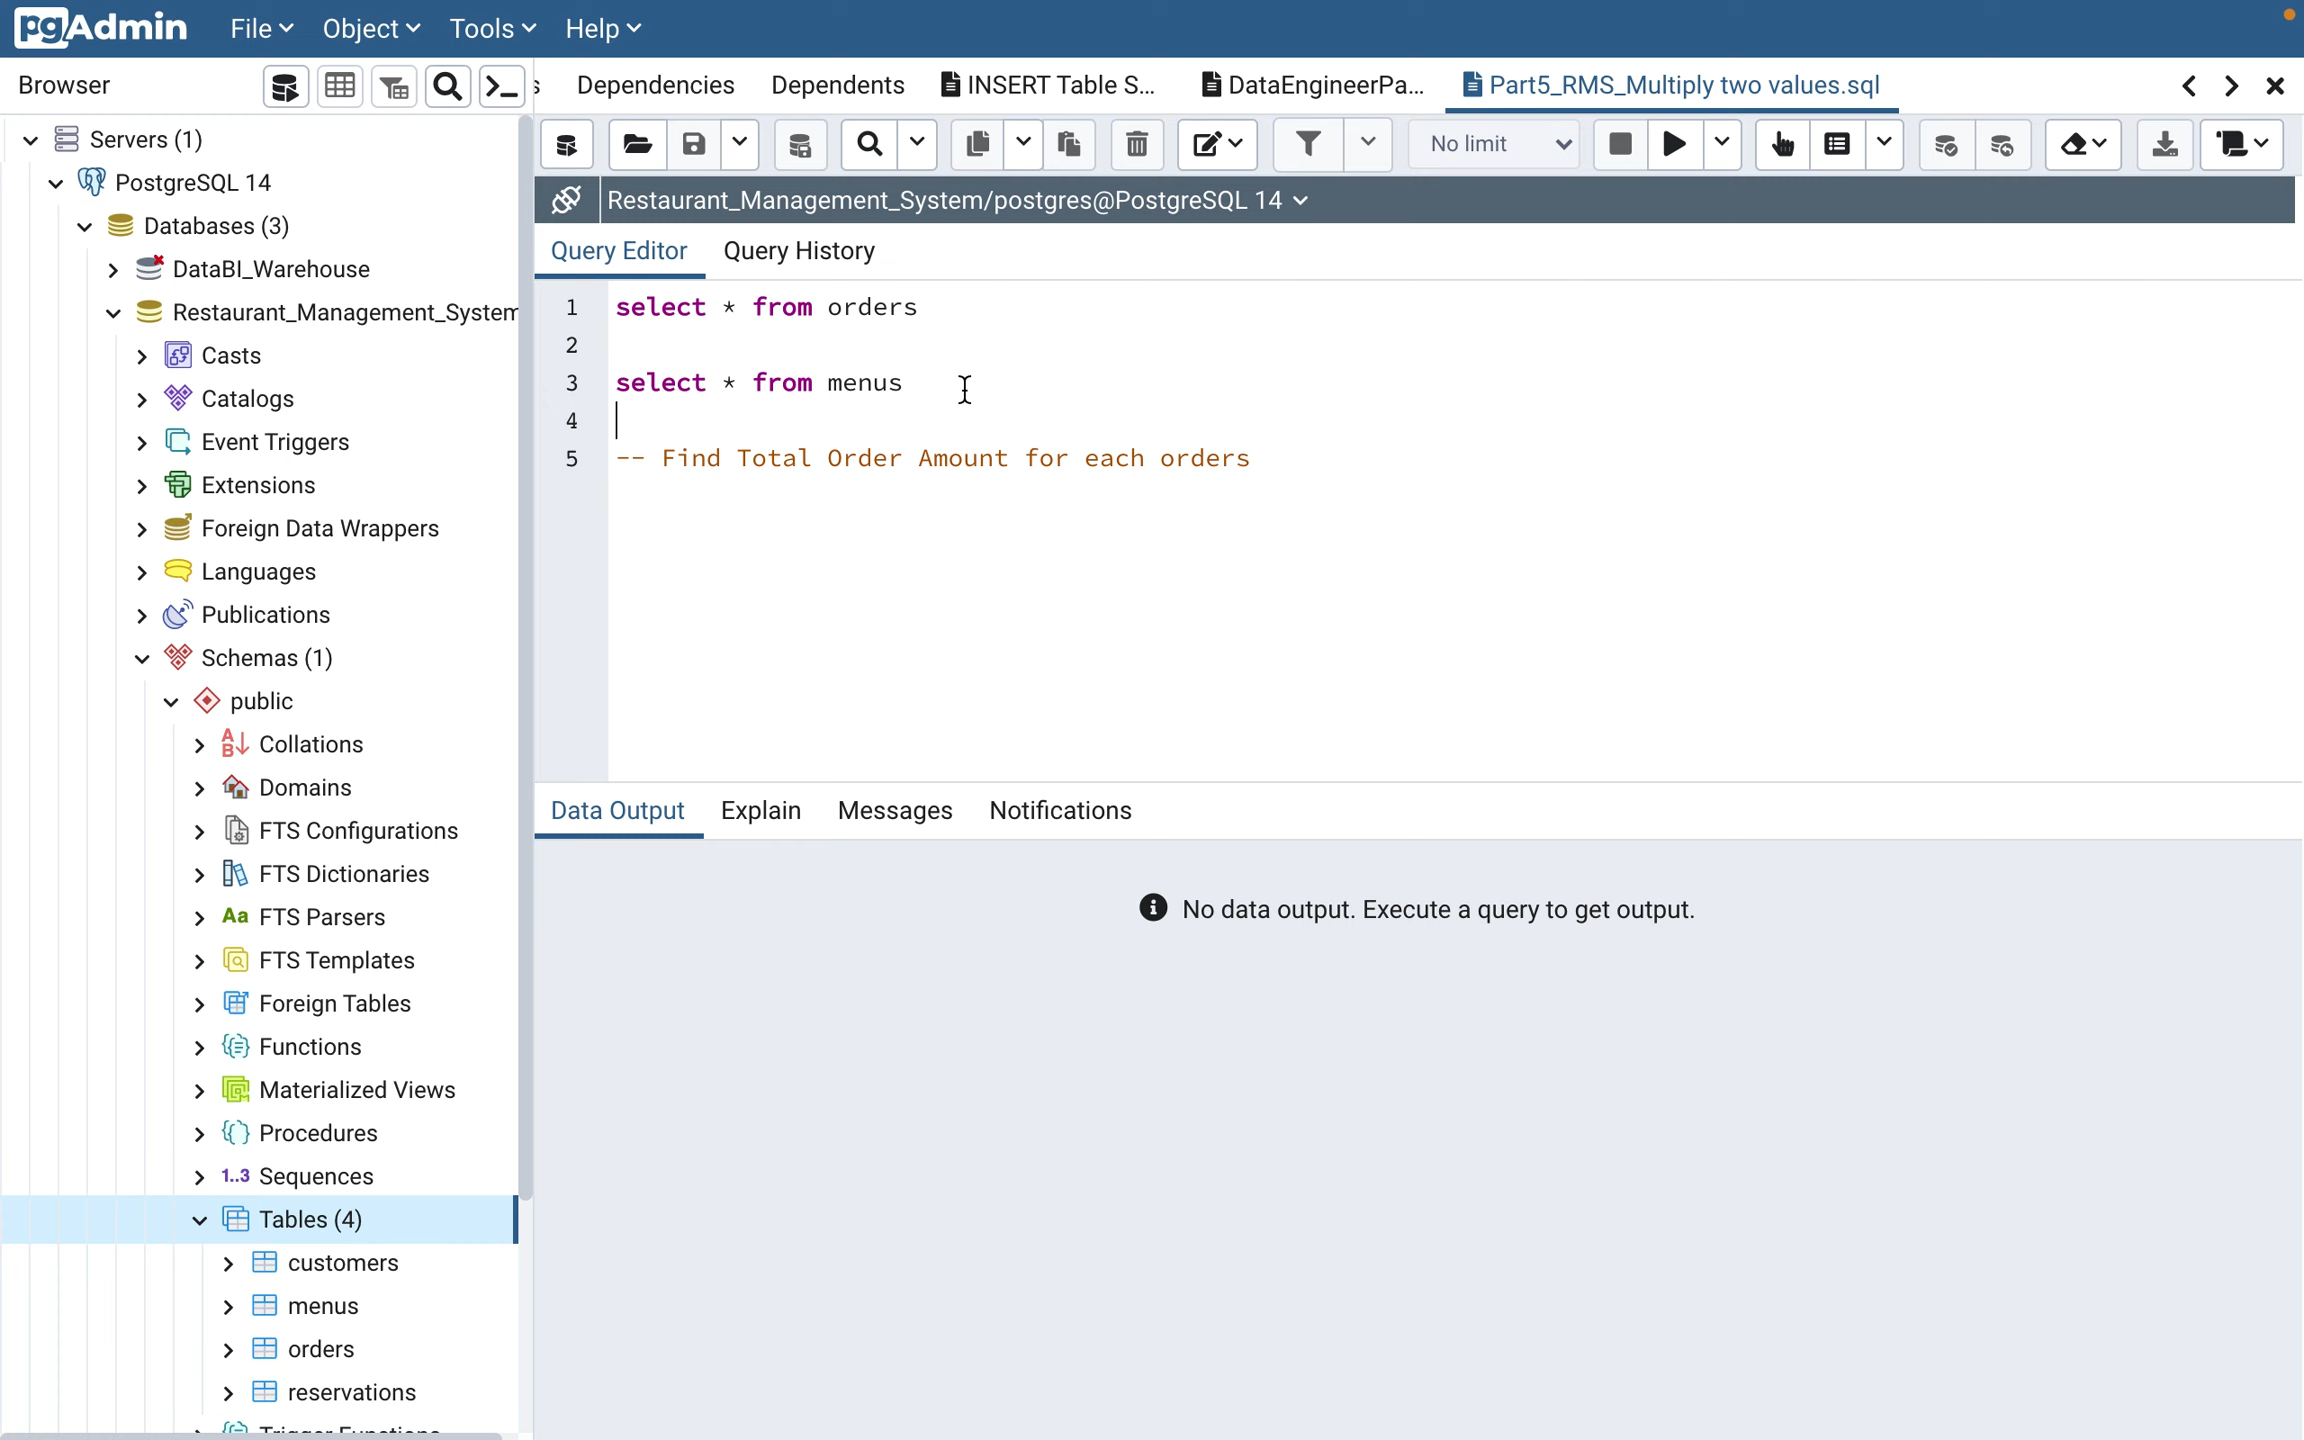 pgAdmin File Object Tools Help
Browser
Dependencies Dependents INSERT Table S... DataEngineerPa... Part5_RMS_Multiply two values.sql
No limit
Restaurant_Management_System/postgres@PostgreSQL 14
Query Editor Query History
1 select * from orders
2
3 select * from menus
4
5 -- Find Total Order Amount for each orders
Data Output Explain Messages Notifications
No data output. Execute a query to get output.
Servers (1)
PostgreSQL 14
Databases (3)
DataBI_Warehouse
Restaurant_Management_System
Casts
Catalogs
Event Triggers
Extensions
Foreign Data Wrappers
Languages
Publications
Schemas (1)
public
Collations
Domains
FTS Configurations
FTS Dictionaries
Aa FTS Parsers
FTS Templates
Foreign Tables
Functions
Materialized Views
Procedures
1..3 Sequences
Tables (4)
customers
menus
orders
reservations